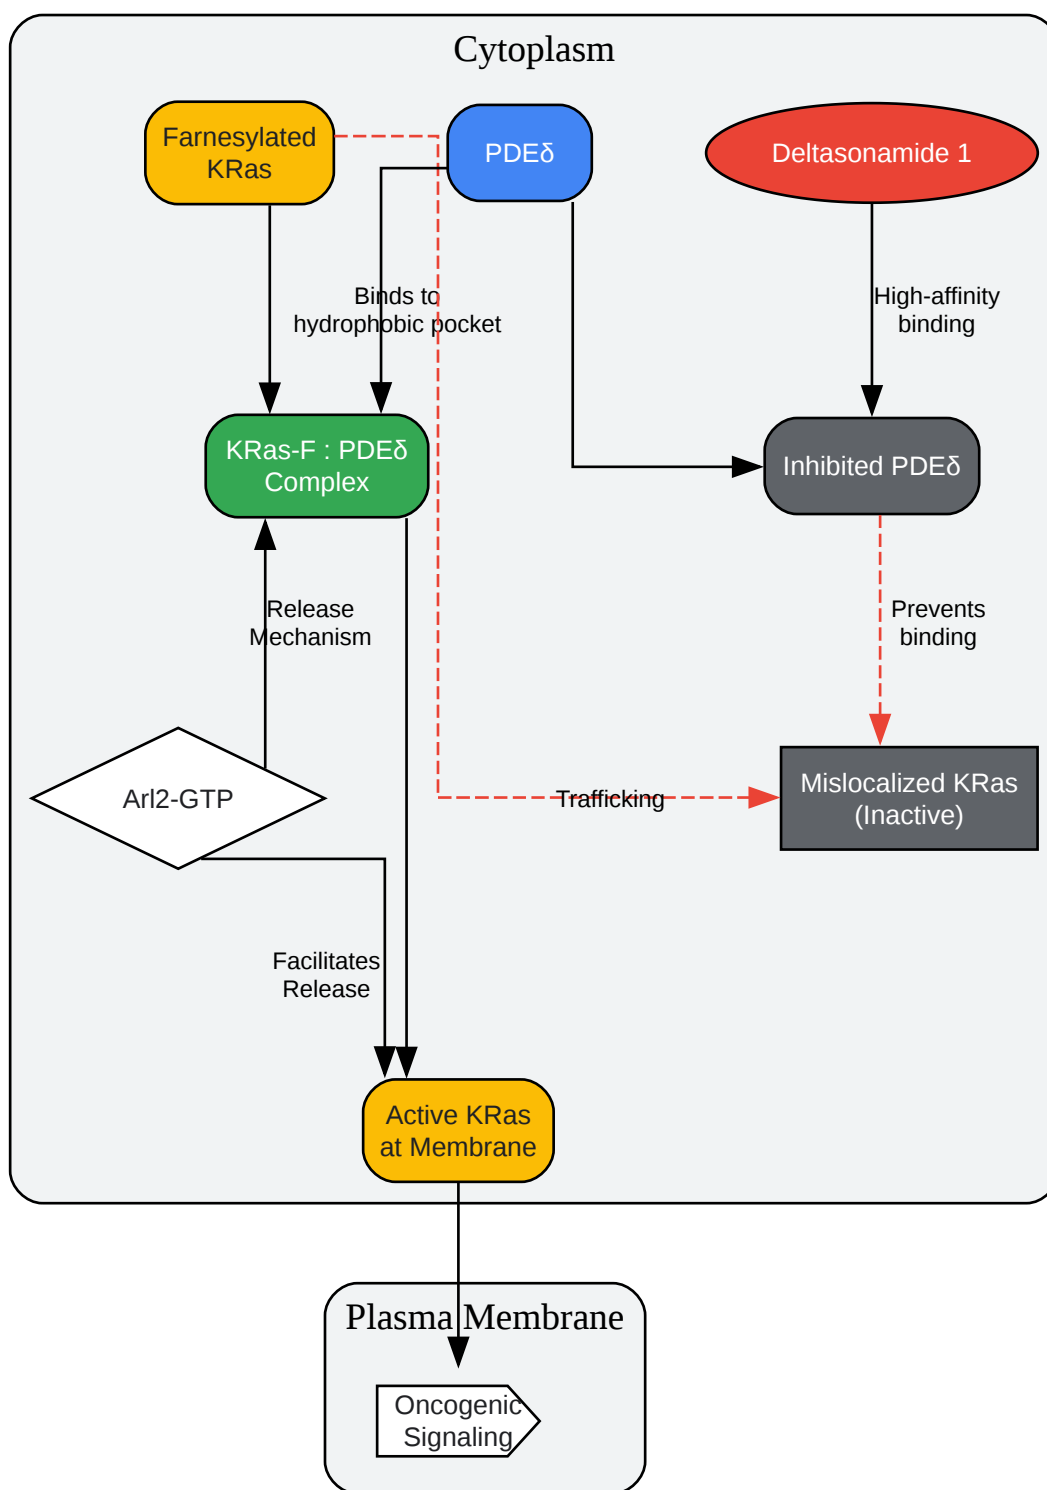 Cytoplasm
Farnesylated
KRas
PDEδ
Deltasonamide 1
Binds to
hydrophobic pocket
High-affinity
binding
KRas-F : PDEδ
Complex
Inhibited PDEδ
Release
Mechanism
Prevents
binding
Arl2-GTP
Trafficking
Mislocalized KRas
(Inactive)
Facilitates
Release
Active KRas
at Membrane
Plasma Membrane
Oncogenic
Signaling